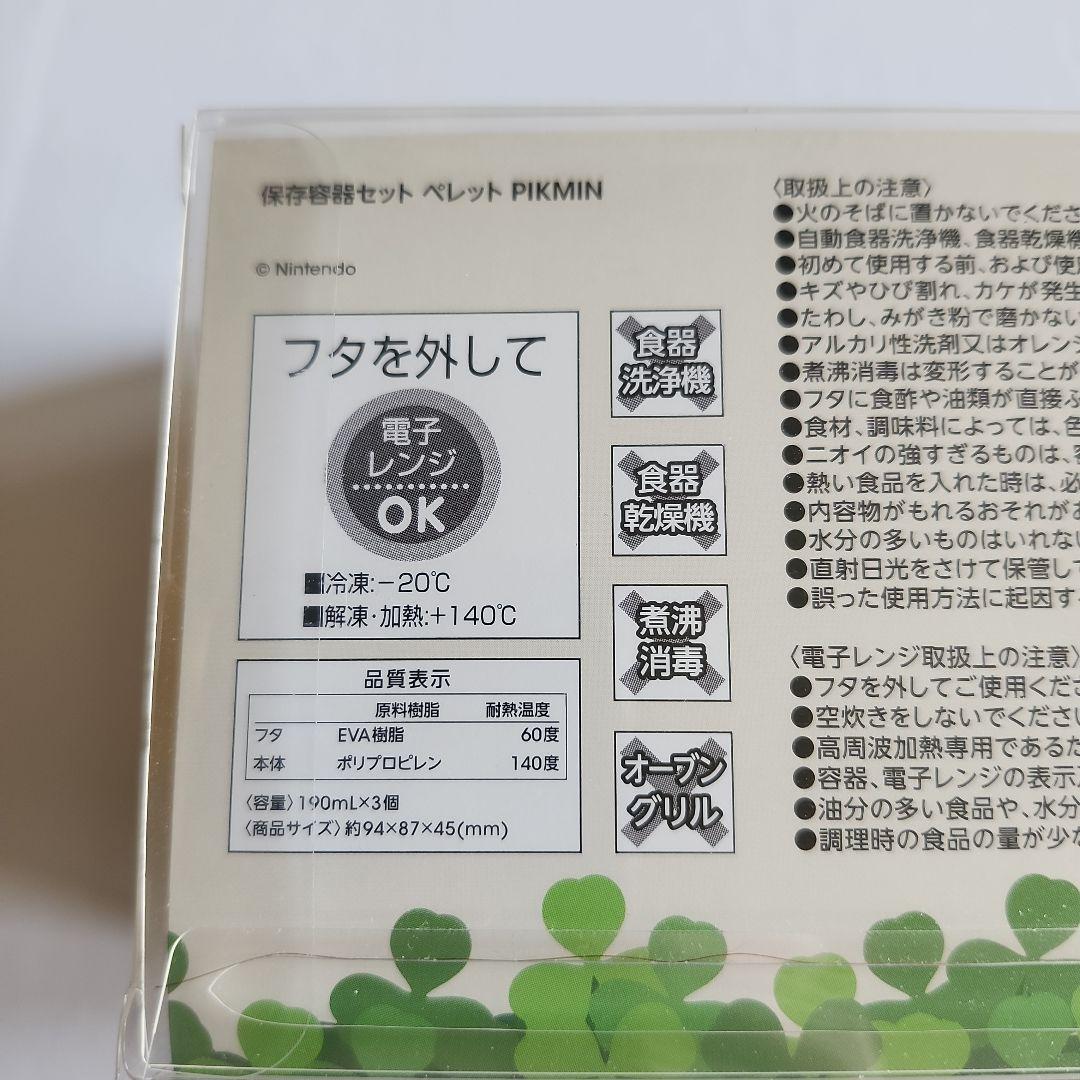 保存容器セット ペレット PIKMIN
© Nintendo
フタを外して
電子
レンジ
OK
■冷凍:−20℃
■解凍・加熱:+140℃
品質表示
原料樹脂 耐熱温度
フタ EVA樹脂 60度
本体 ポリプロピレン 140度
〈容量〉190mL×3個
〈商品サイズ〉約94×87×45(mm)
食器
洗浄機
食器
乾燥機
煮沸
消毒
オーブン
グリル
〈取扱上の注意〉
●火のそばに置かないでくださ
●自動食器洗浄機、食器乾燥機
●初めて使用する前、および使用
●キズやひび割れ、カケが発生
●たわし、みがき粉で磨かない
●アルカリ性洗剤又はオレンジ
●煮沸消毒は変形することが
●フタに食酢や油類が直接ふ
●食材、調味料によっては、色
●ニオイの強すぎるものは、容
●熱い食品を入れた時は、必
●内容物がもれるおそれがあ
●水分の多いものはいれない
●直射日光をさけて保管して
●誤った使用方法に起因す
〈電子レンジ取扱上の注意〉
●フタを外してご使用くださ
●空炊きをしないでください
●高周波加熱専用であるた
●容器、電子レンジの表示
●油分の多い食品や、水分
●調理時の食品の量が少な